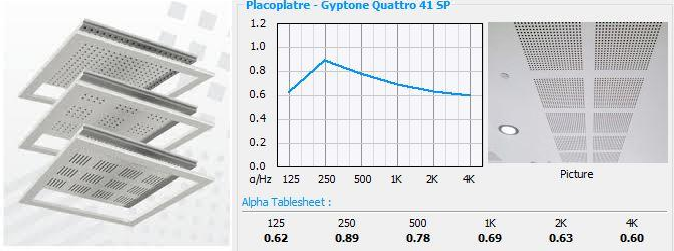 Placoplatre - Gyptone Quattro 41 SP
1.2
1.0
0.8
0.6
0.4
0.2
0.0
α/Hz 125 250 500 1K 2K 4K
Picture
Alpha Tablesheet :
125 250 500 1K 2K 4K
0.62 0.89 0.78 0.69 0.63 0.60